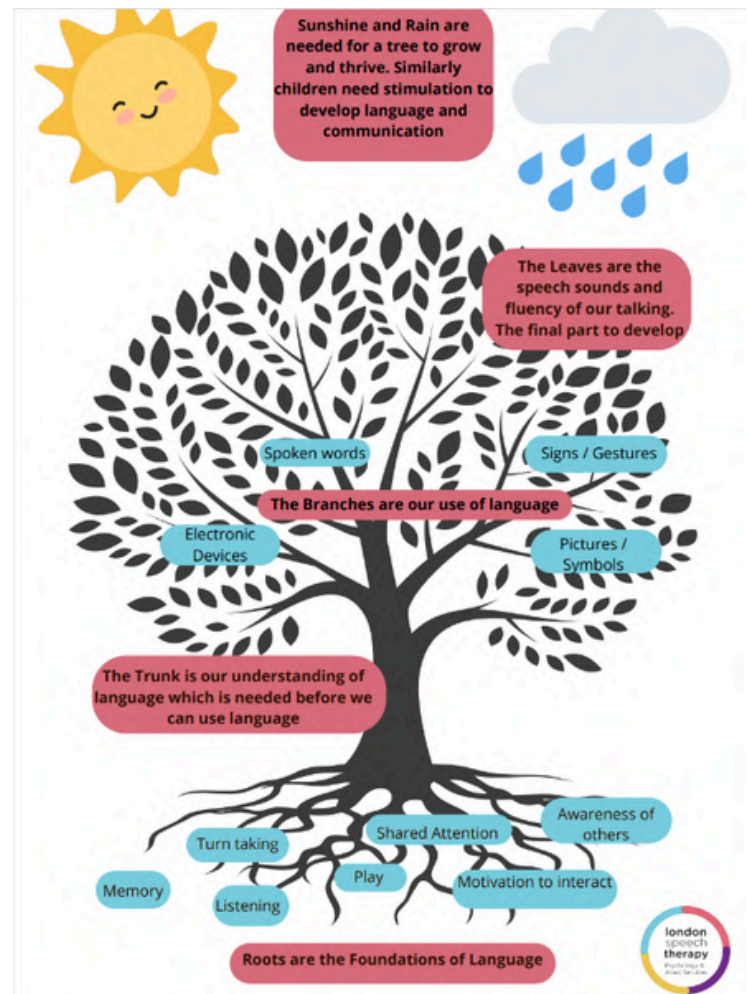 Sunshine and Rain are
needed for a tree to grow
and thrive. Similarly
children need stimulation to
develop language and
communication
The Leaves are the
speech sounds and
fluency of our talking.
The final part to develop
Spoken words
Signs / Gestures
The Branches are our use of language
Electronic
Devices
Pictures /
Symbols
The Trunk is our understanding of
language which is needed before we
can use language
Awareness of
others
Shared Attention
Turn taking
Play
Motivation to interact
Memory
Listening
Roots are the Foundations of Language
london
speech
therapy
Psychology &
Allied Services